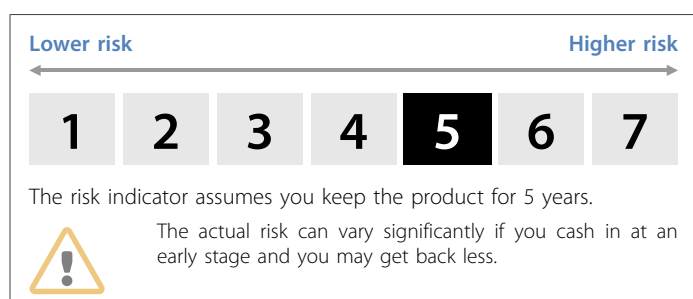 Lower risk Higher risk
1 2 3 4 5 6 7
The risk indicator assumes you keep the product for 5 years.
The actual risk can vary significantly if you cash in at an
early stage and you may get back less.